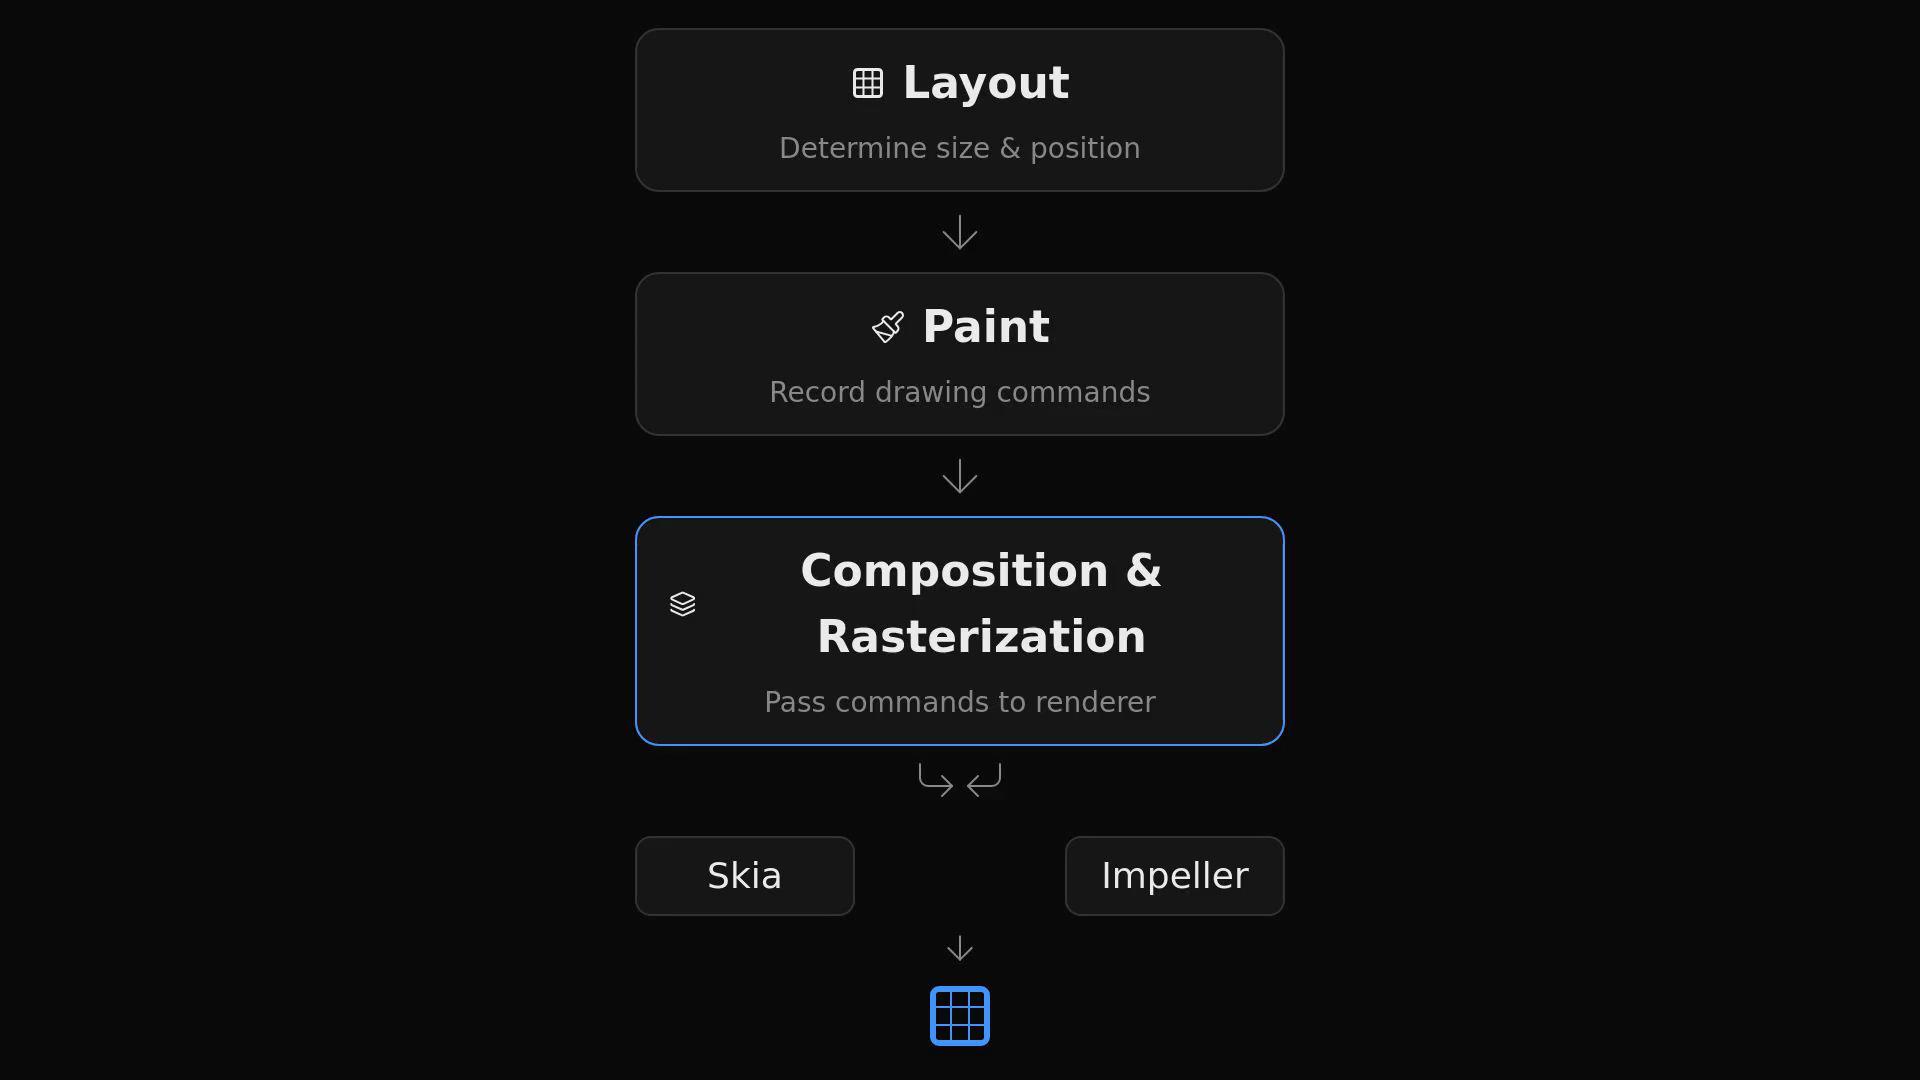 Layout
Determine size & position
Paint
Record drawing commands
Composition &
Rasterization
Pass commands to renderer
Skia
Impeller